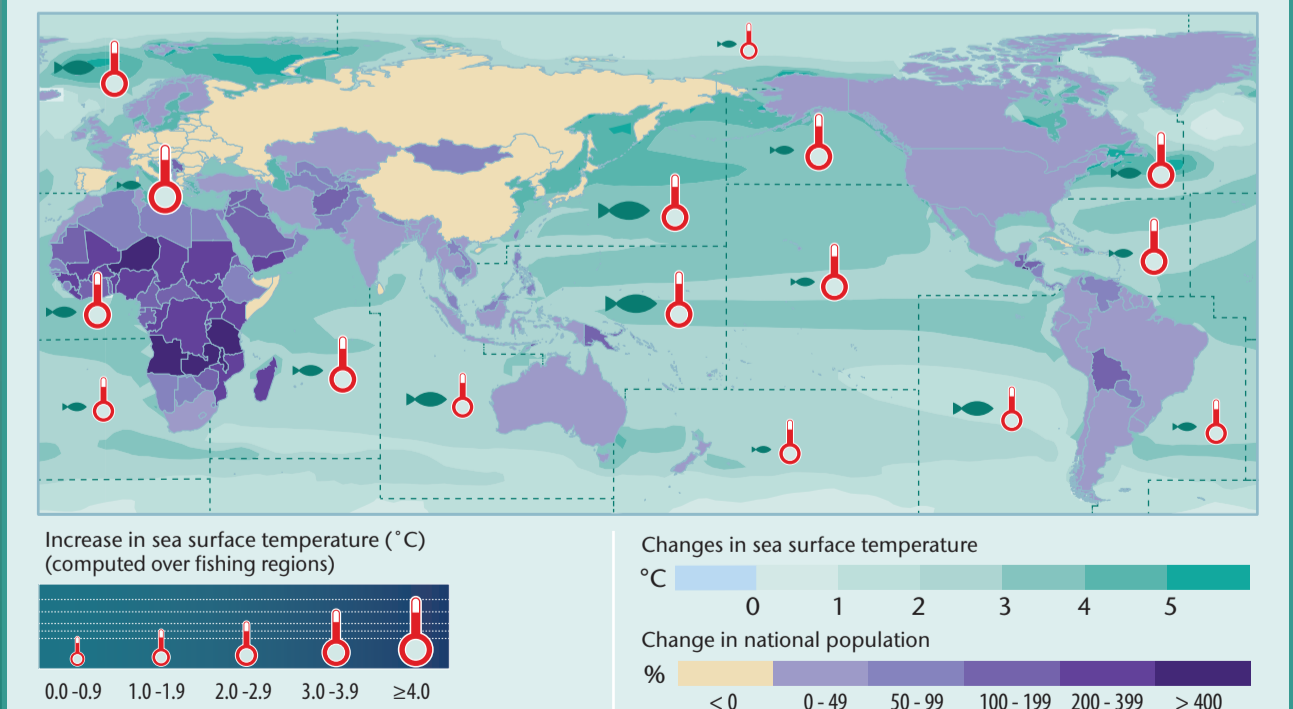 Increase in sea surface temperature (˚C)
(computed over fishing regions)
0.0 -0.9 1.0 -1.9 2.0 -2.9 3.0 -3.9 ≥4.0
Changes in sea surface temperature
°C
0 1 2 3 4 5
Change in national population
%
< 0 0 - 49 50 - 99 100 - 199 200 - 399 > 400